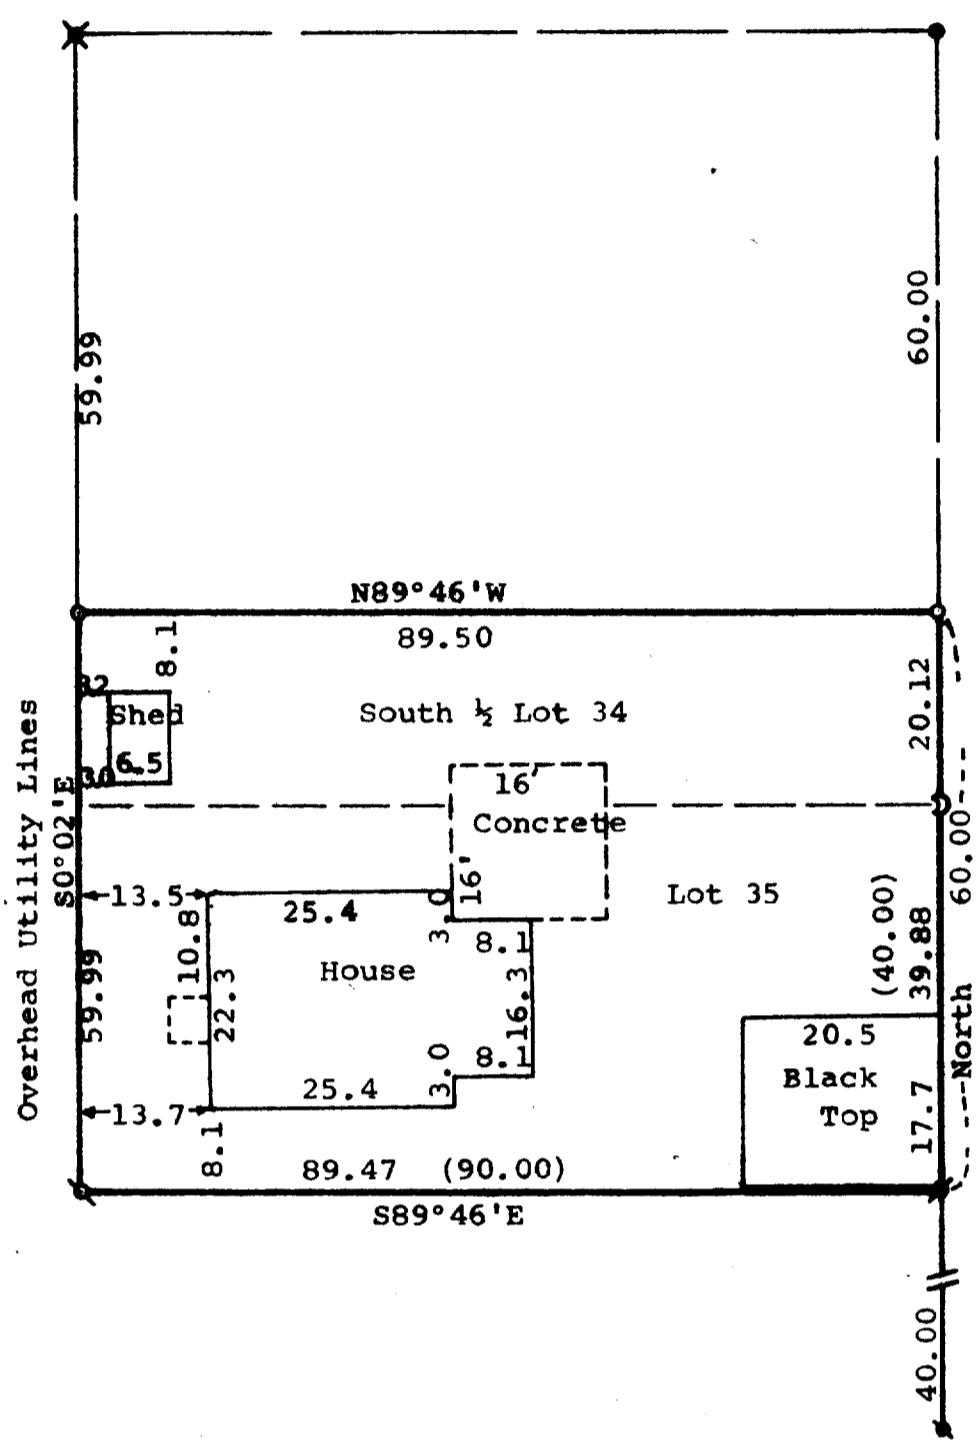 60.00
59.99
N89°46'W
89.50
8.1
3.2
Shed
South ½ Lot 34
20.12
6.5
3.0
16'
Concrete
Overhead Utility Lines
S0°02'E
13.5
25.4
3.0
16'
Lot 35
60.00
(40.00)
39.88
10.8
8.1
House
59.99
22.3
16.3
North
20.5
Black
Top
17.7
3.0
8.1
25.4
13.7
8.1
89.47 (90.00)
S89°46'E
40.00